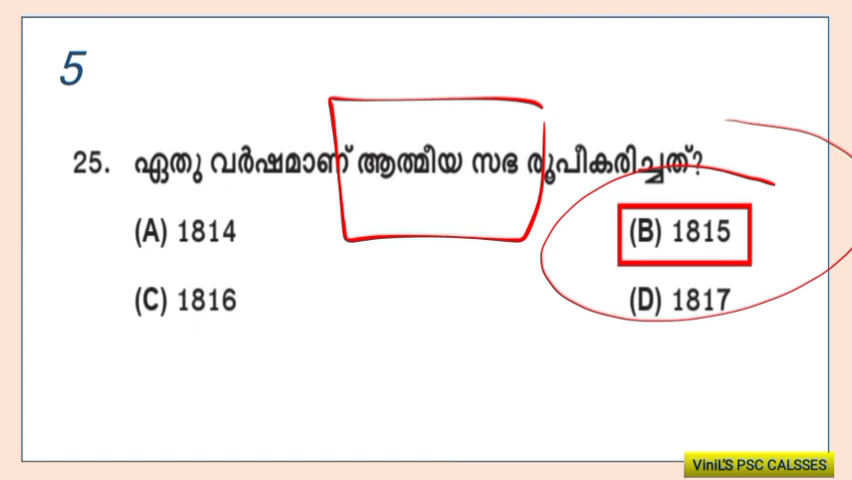 5
25. ഏതു വർഷമാണ് ആത്മീയ സഭ രൂപീകരിച്ചത്?
(A) 1814 (B) 1815
(C) 1816 (D) 1817
ViniL'S PSC CALSSES